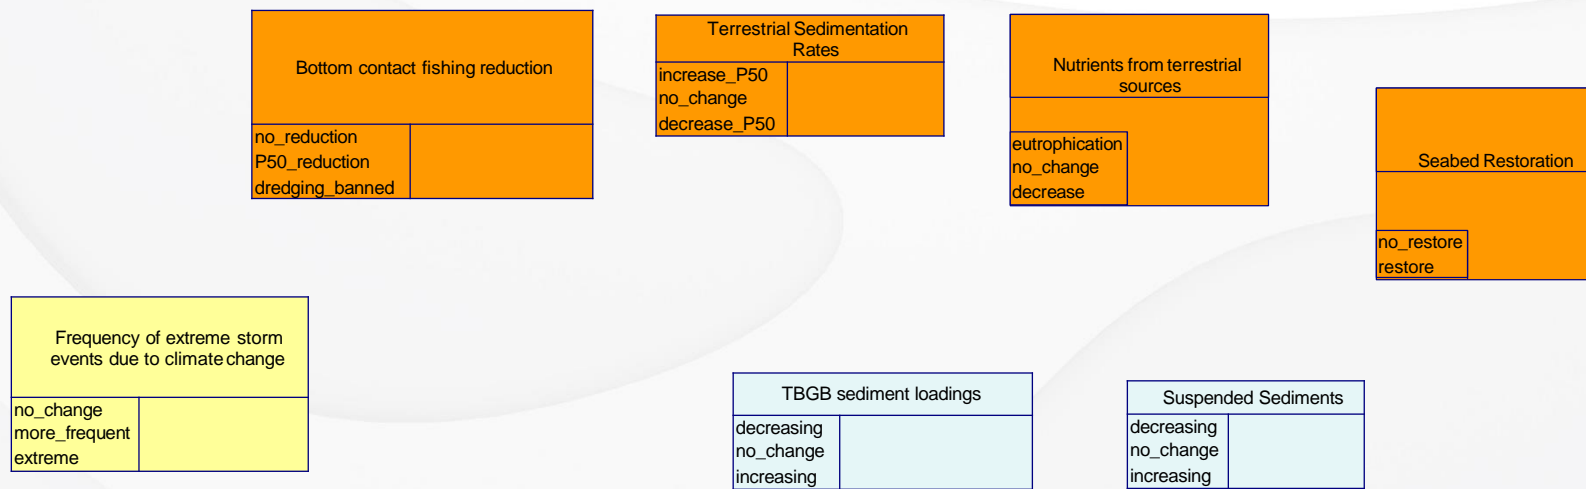 Bottom contact fishing reduction
no_reduction
P50_reduction
dredging_banned
Terrestrial Sedimentation
Rates
increase_P50
no_change
decrease_P50
Nutrients from terrestrial
sources
eutrophication
no_change
decrease
Seabed Restoration
no_restore
restore
Frequency of extreme storm
events due to climate change
no_change
more_frequent
extreme
TBGB sediment loadings
decreasing
no_change
increasing
Suspended Sediments
decreasing
no_change
increasing